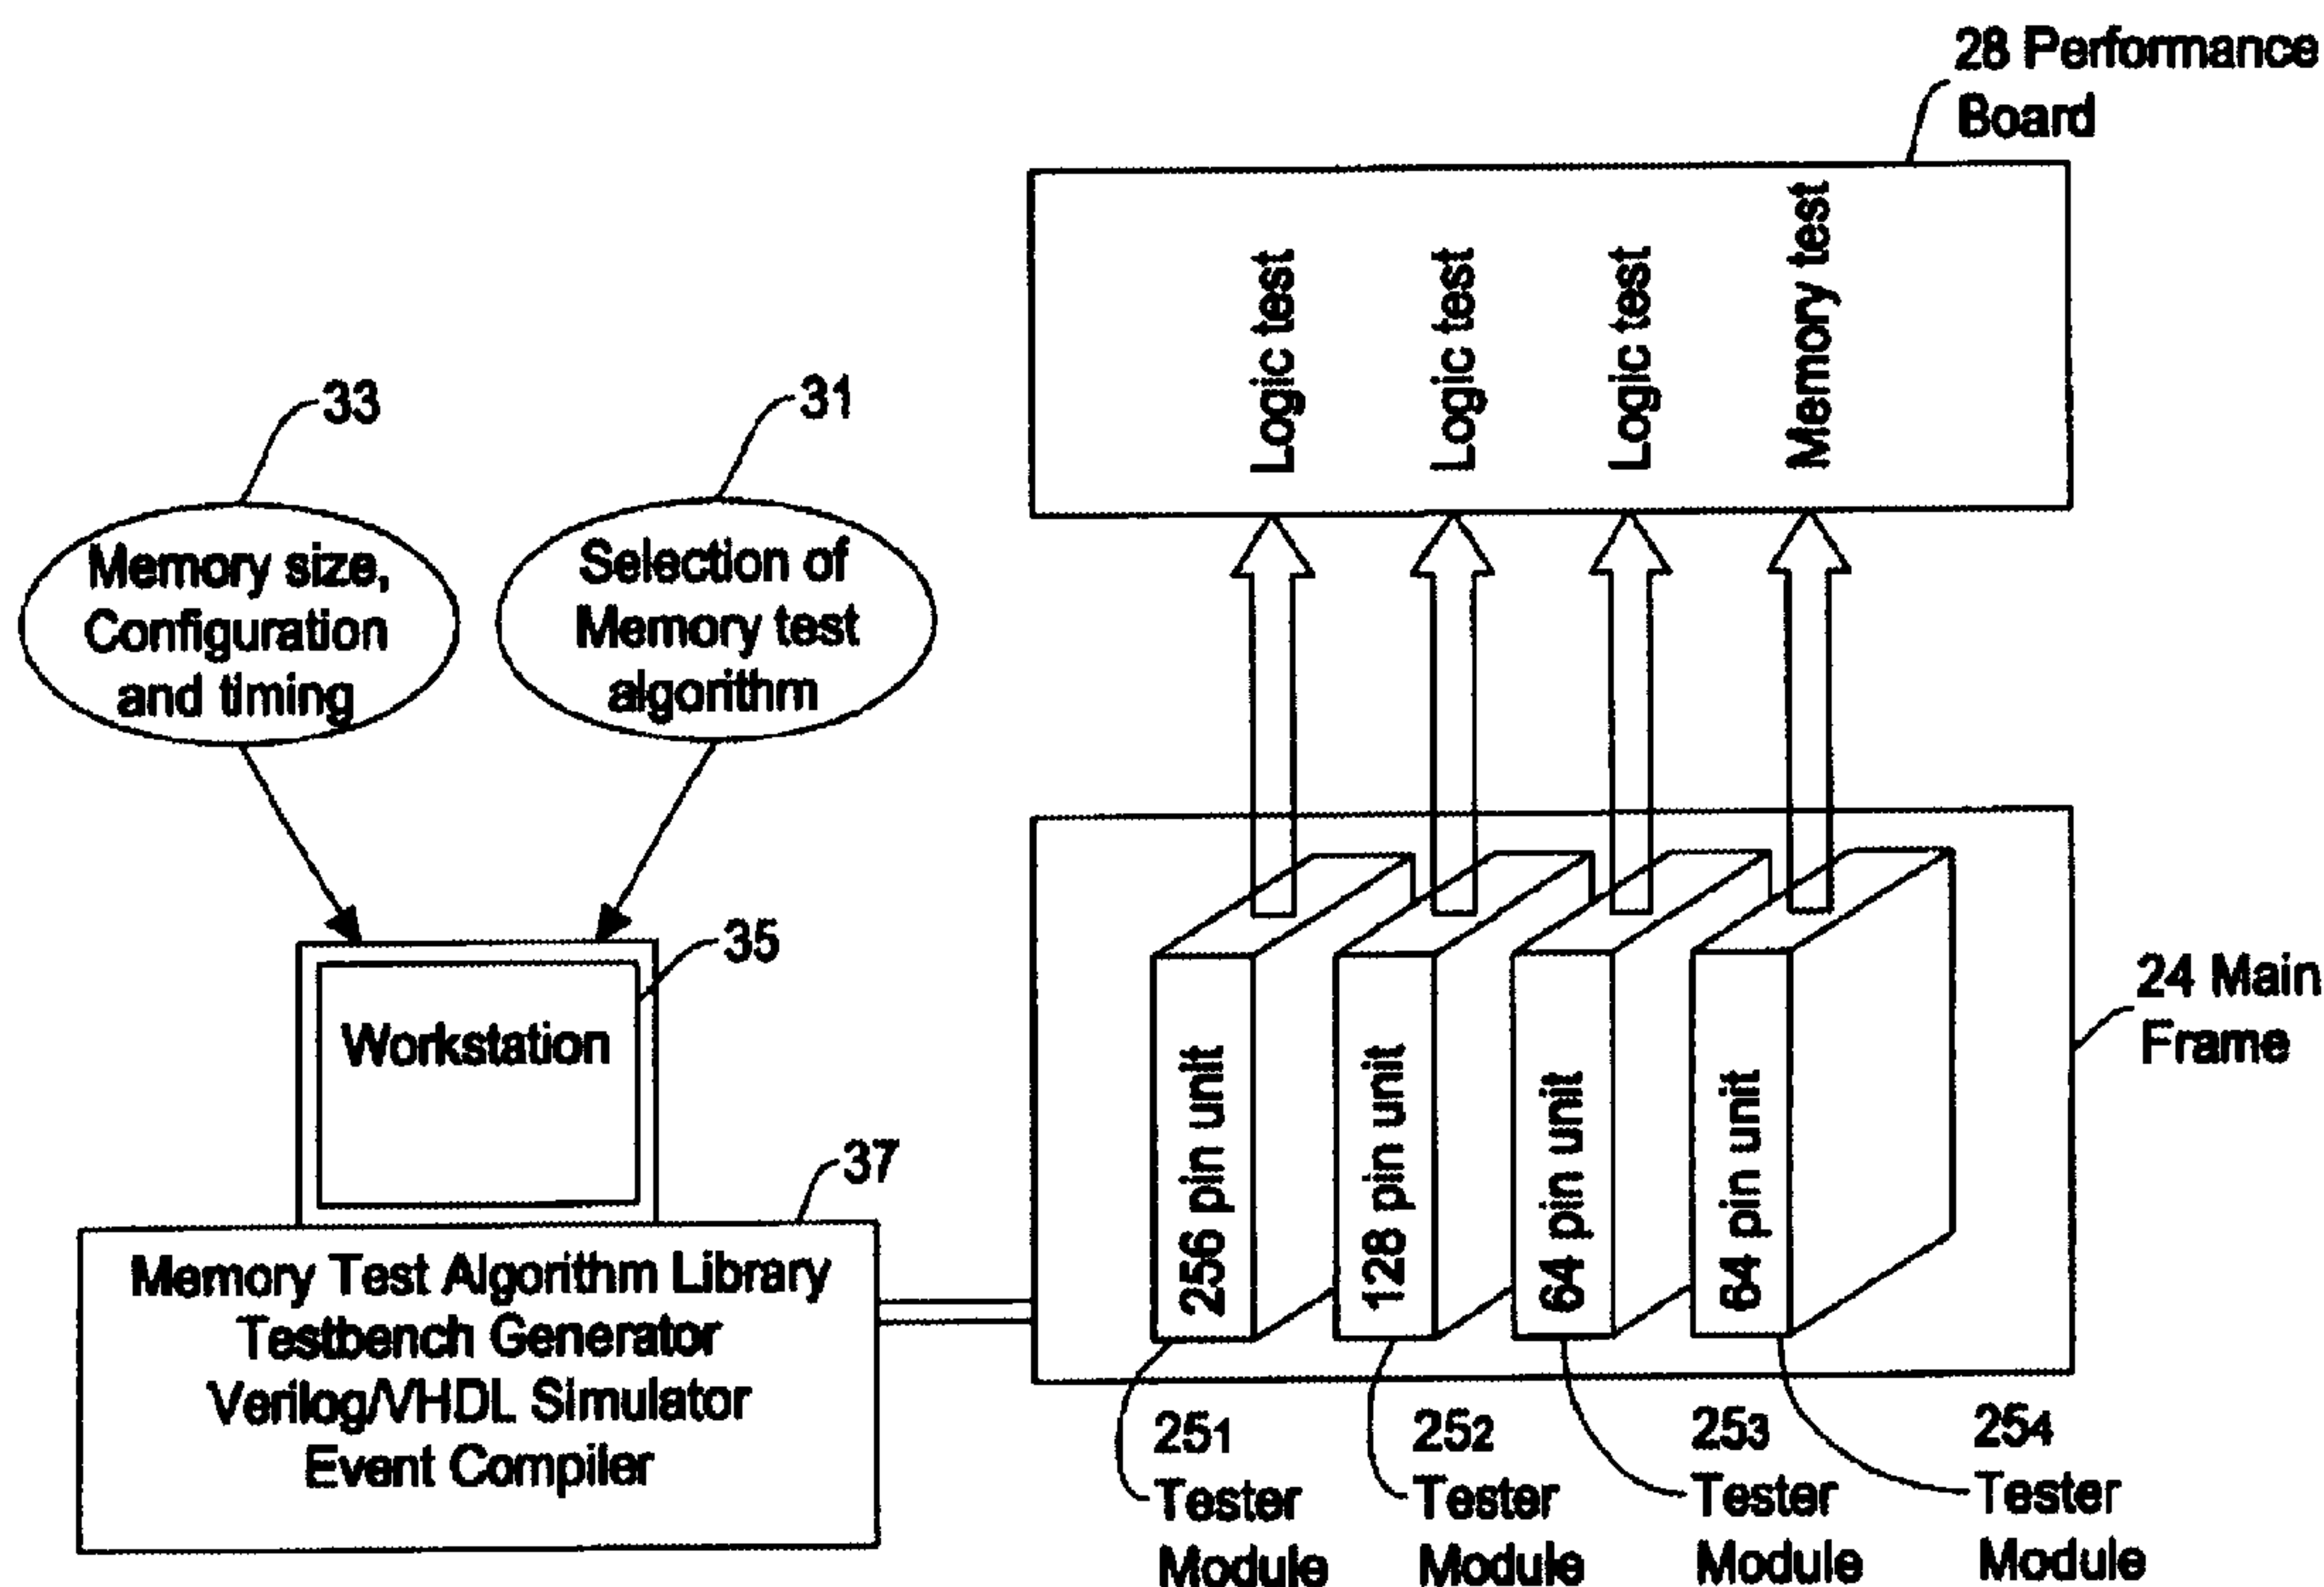 28 Performance
Board
Logic test
Logic test
Logic test
Memory test
33
31
Memory size,
Configuration
and timing
Selection of
Memory test
algorithm
35
Workstation
24 Main
Frame
37
256 pin unit
128 pin unit
64 pin unit
64 pin unit
Memory Test Algorithm Library
Testbench Generator
Verilog/VHDL Simulator
Event Compiler
251
Tester
Module
252
Tester
Module
253
Tester
Module
254
Tester
Module